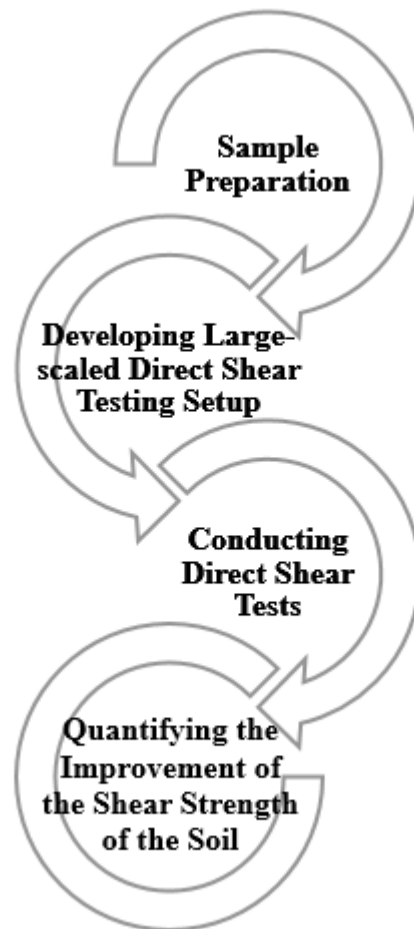 Sample
Preparation
Developing Large-
scaled Direct Shear
Testing Setup
Conducting
Direct Shear
Tests
Quantifying the
Improvement of
the Shear Strength
of the Soil